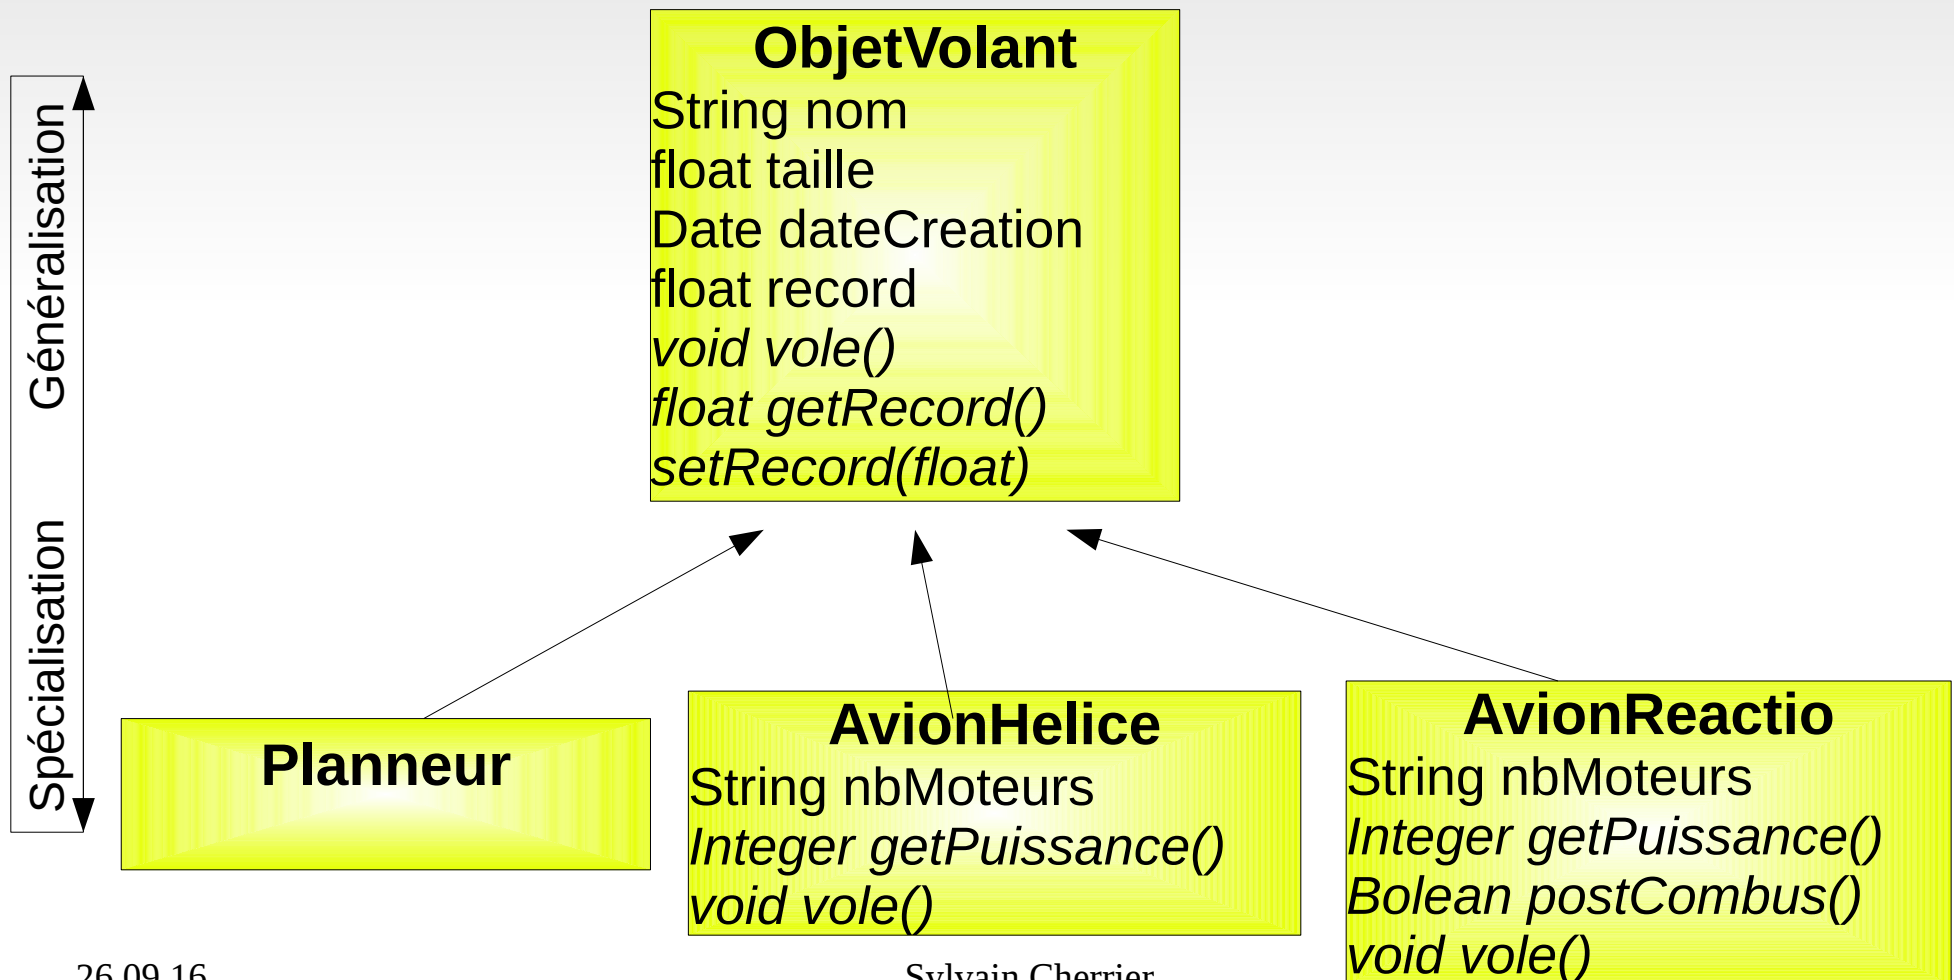 ObjetVolant
String nom
float taille
Date dateCreation
float record
void vole()
float getRecord()
setRecord(float)
Généralisation
Spécialisation
Planneur
AvionHelice
String nbMoteurs
Integer getPuissance()
void vole()
AvionReactio
String nbMoteurs
Integer getPuissance()
Bolean postCombus()
void vole()
26.09.16
Sylvain Cherrier